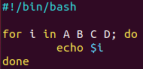 #!/bin/bash
for i in A B C D; do
        echo $i
done